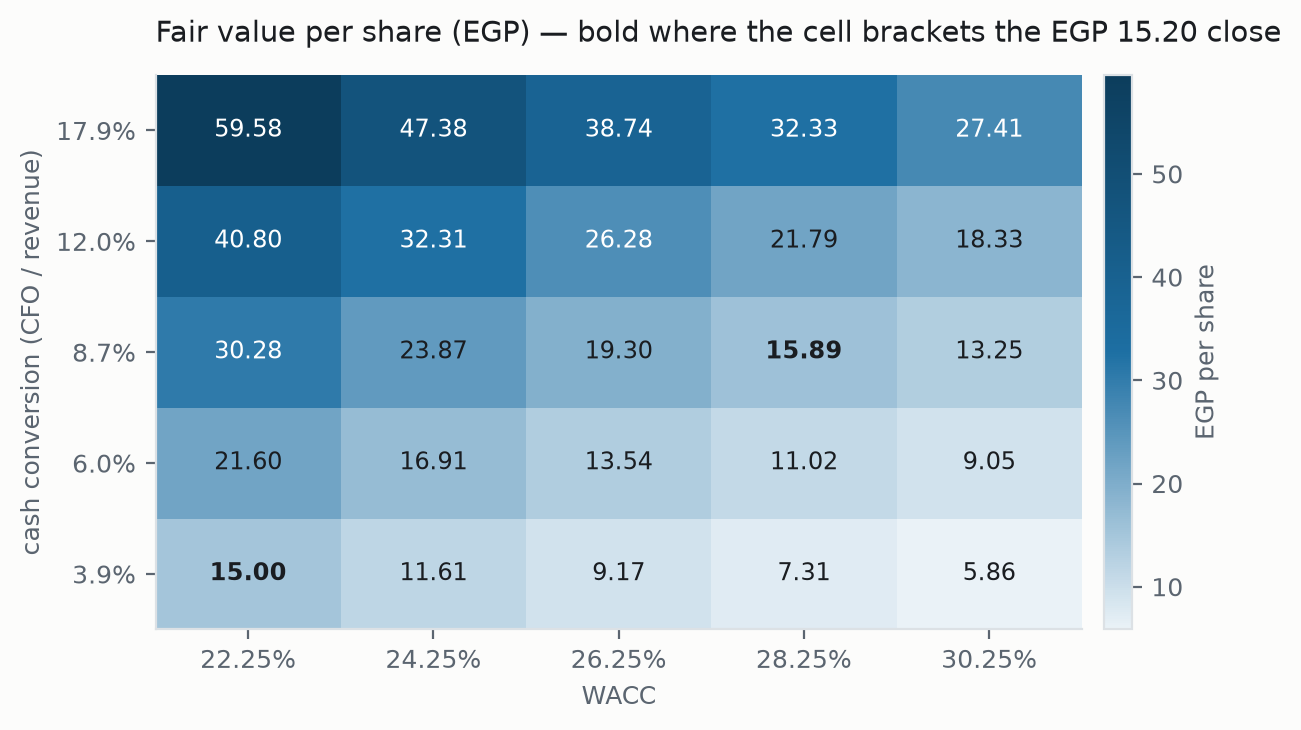 Fair value per share (EGP) — bold where the cell brackets the EGP 15.20 close
cash conversion (CFO / revenue)
17.9% 59.58 47.38 38.74 32.33 27.41
12.0% 40.80 32.31 26.28 21.79 18.33
8.7% 30.28 23.87 19.30 15.89 13.25
6.0% 21.60 16.91 13.54 11.02 9.05
3.9% 15.00 11.61 9.17 7.31 5.86
22.25% 24.25% 26.25% 28.25% 30.25%
WACC
50
40
30
20
10
EGP per share